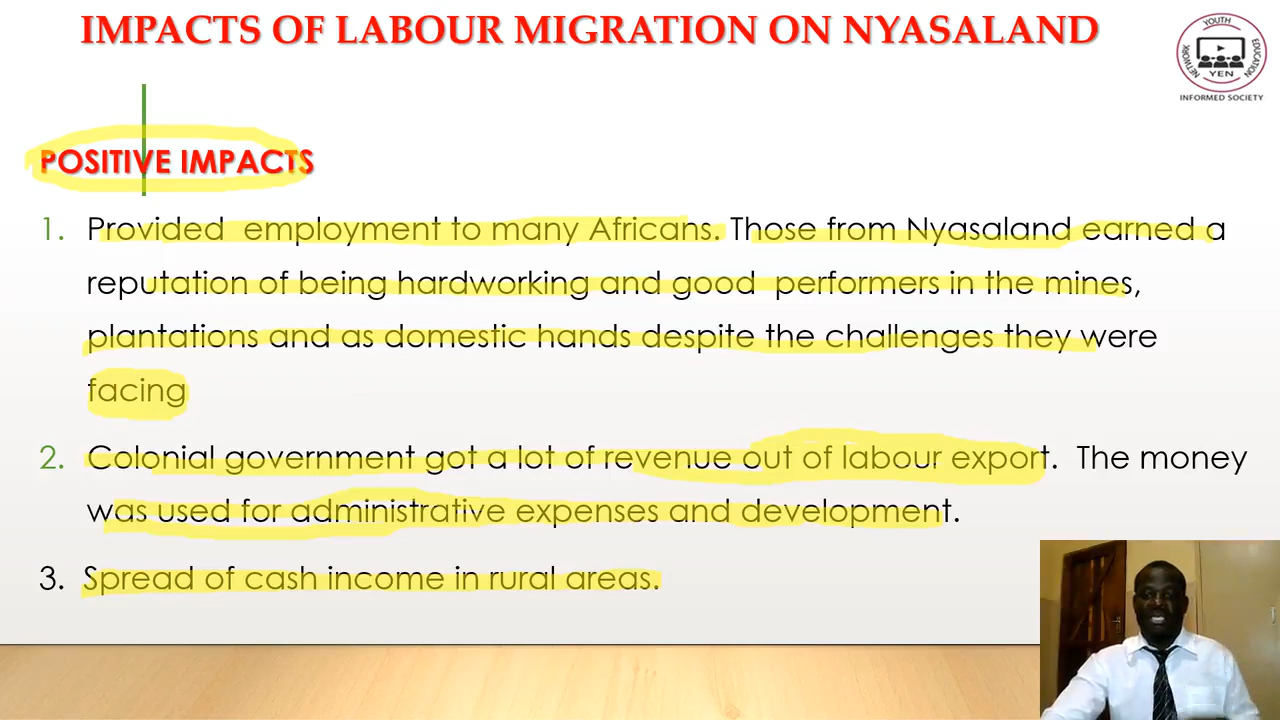 IMPACTS OF LABOUR MIGRATION ON NYASALAND
YOUTH EDUCATION NETWORK
YEN
INFORMED SOCIETY
POSITIVE IMPACTS
1. Provided employment to many Africans. Those from Nyasaland earned a
reputation of being hardworking and good performers in the mines,
plantations and as domestic hands despite the challenges they were
facing
2. Colonial government got a lot of revenue out of labour export. The money
was used for administrative expenses and development.
3. Spread of cash income in rural areas.